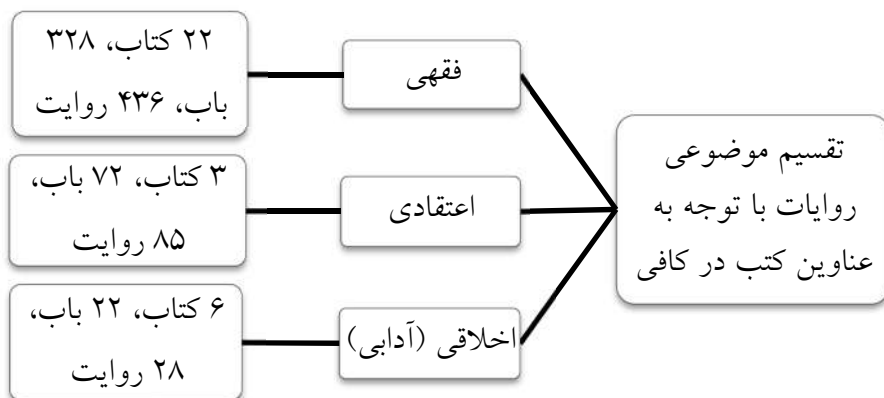 تقسیم موضوعی
روایات با توجه به
عناوین کتب در کافی
فقهی
۲۲ کتاب، ۳۲۸
باب، ۴۳۶ روایت
اعتقادی
۳ کتاب، ۷۲ باب،
۸۵ روایت
اخلاقی (آدابی)
۶ کتاب، ۲۲ باب،
۲۸ روایت